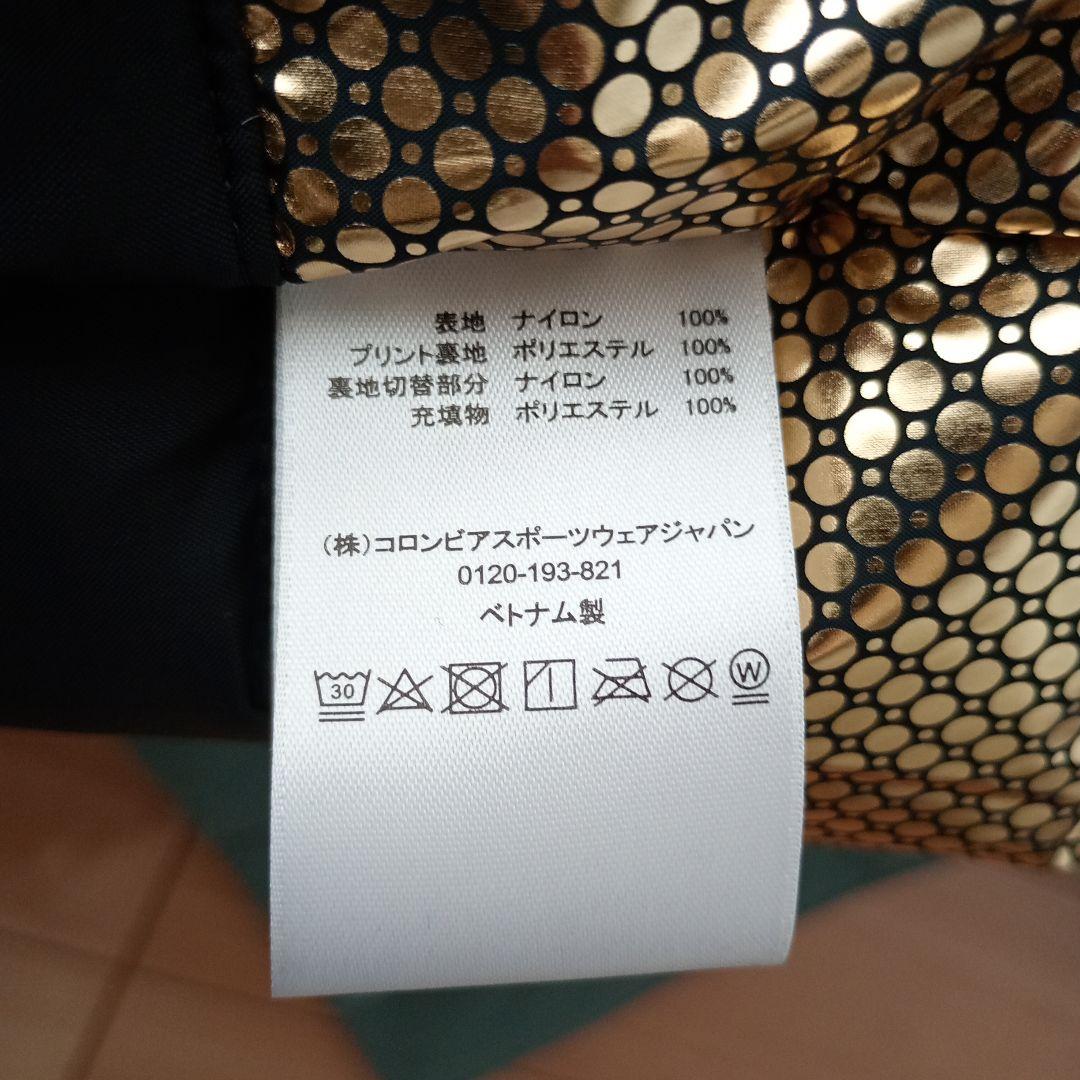 表地 ナイロン 100%
プリント裏地 ポリエステル 100%
裏地切替部分 ナイロン 100%
充填物 ポリエステル 100%
(株)コロンビアスポーツウェアジャパン
0120-193-821
ベトナム製
30 W